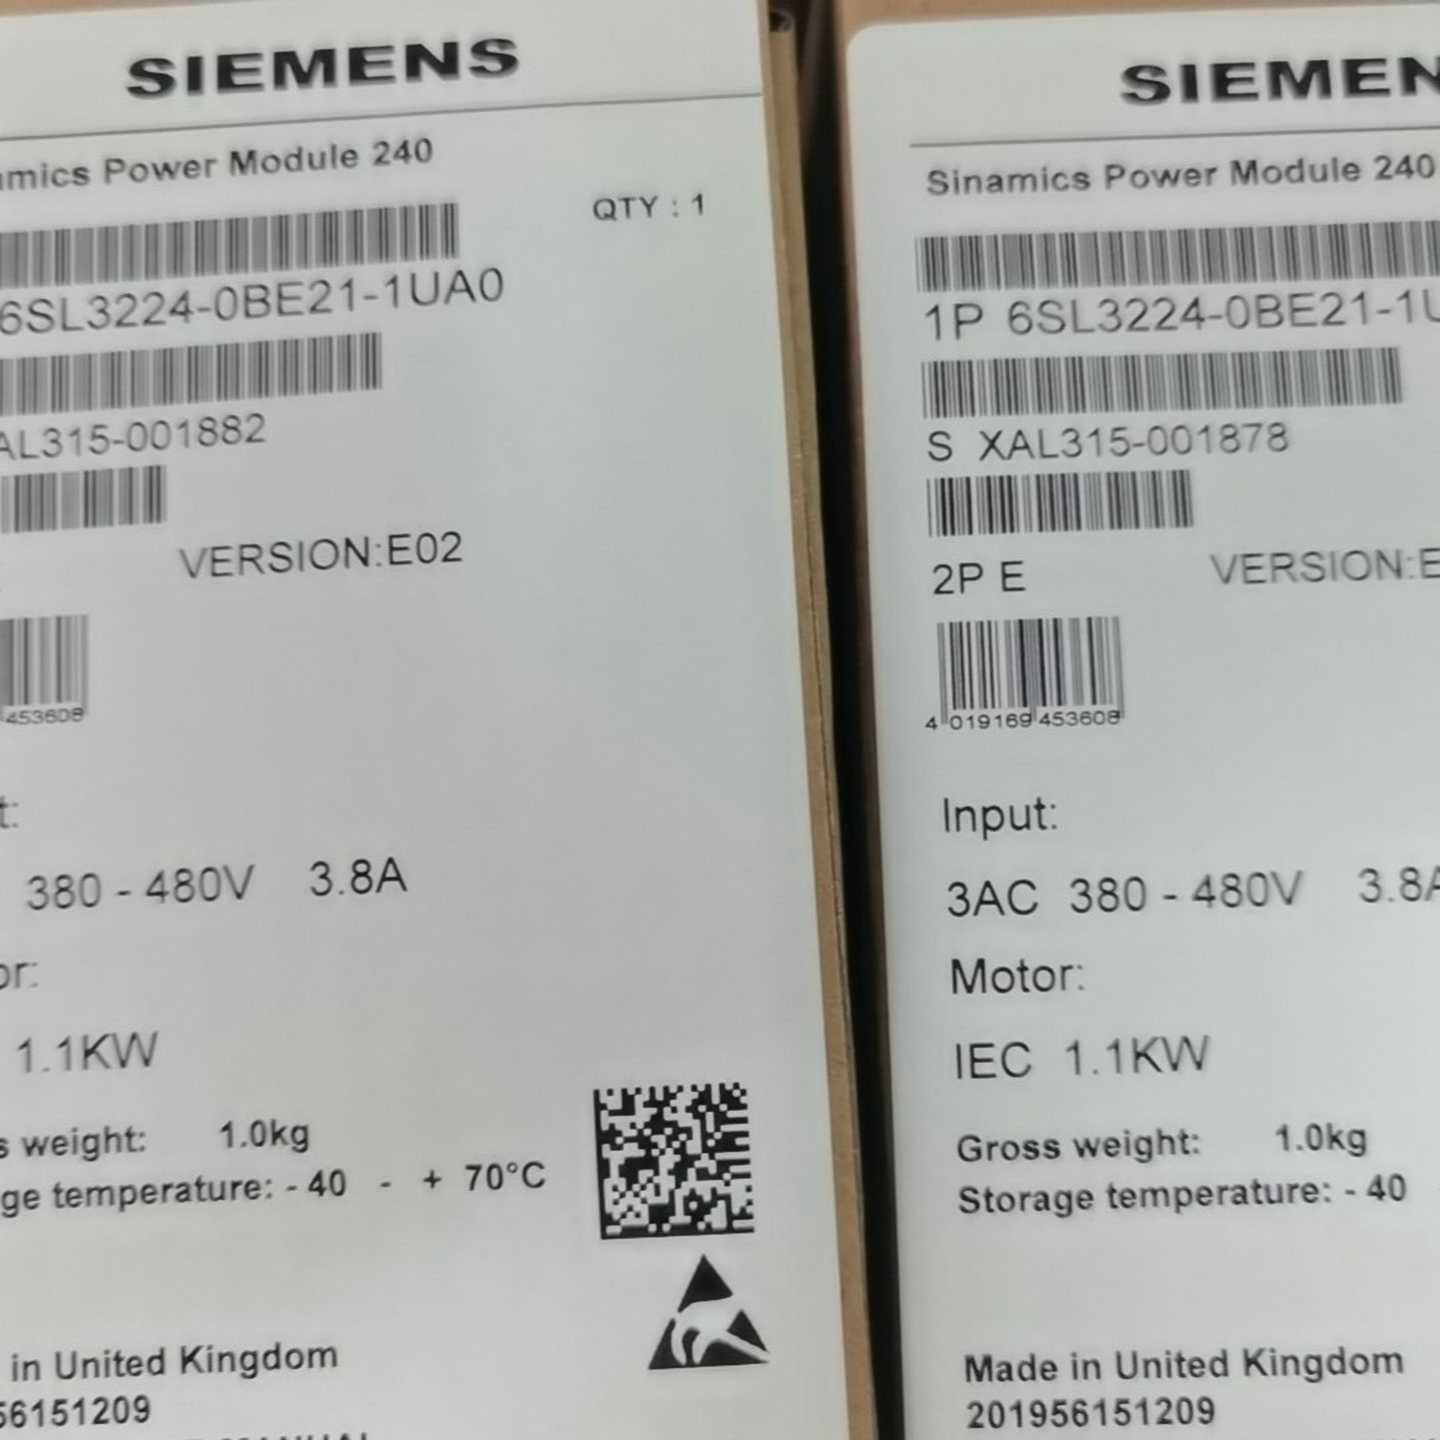 SIEMENS
Power Module 240
QTY : 1
6SL3224-0BE21-1UA0
AL315-001882
VERSION:E02
453608
380 - 480V 3.8A
1.1KW
weight: 1.0kg
temperature: - 40 - + 70°C
in United Kingdom
56151209
SIEMEN
Sinamics Power Module 240
1P 6SL3224-0BE21-1U
S XAL315-001878
2P E VERSION:E
4 019169 453608
Input:
3AC 380 - 480V 3.8A
Motor:
IEC 1.1KW
Gross weight: 1.0kg
Storage temperature: - 40
Made in United Kingdom
201956151209